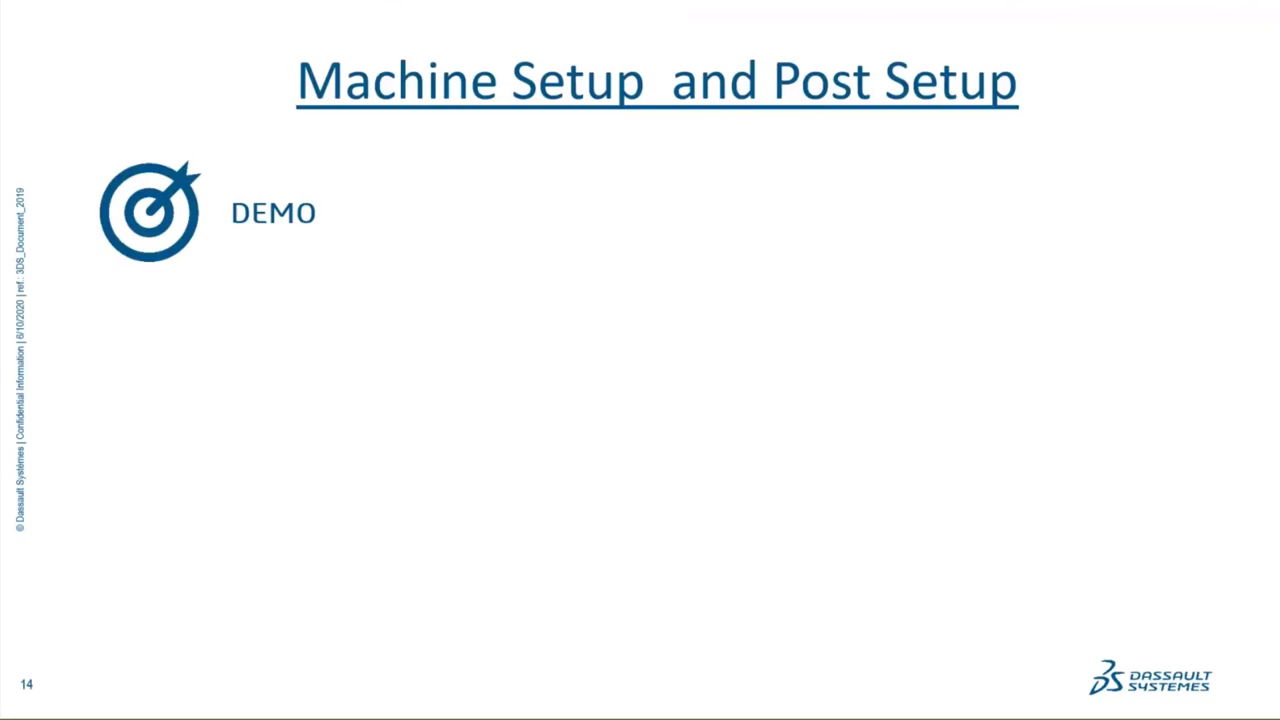 Machine Setup  and Post Setup
DEMO
© Dassault Systèmes | Confidential Information | 6/10/2020 | ref.: 3DS_Document_2019
14
DASSAULT
SYSTEMES